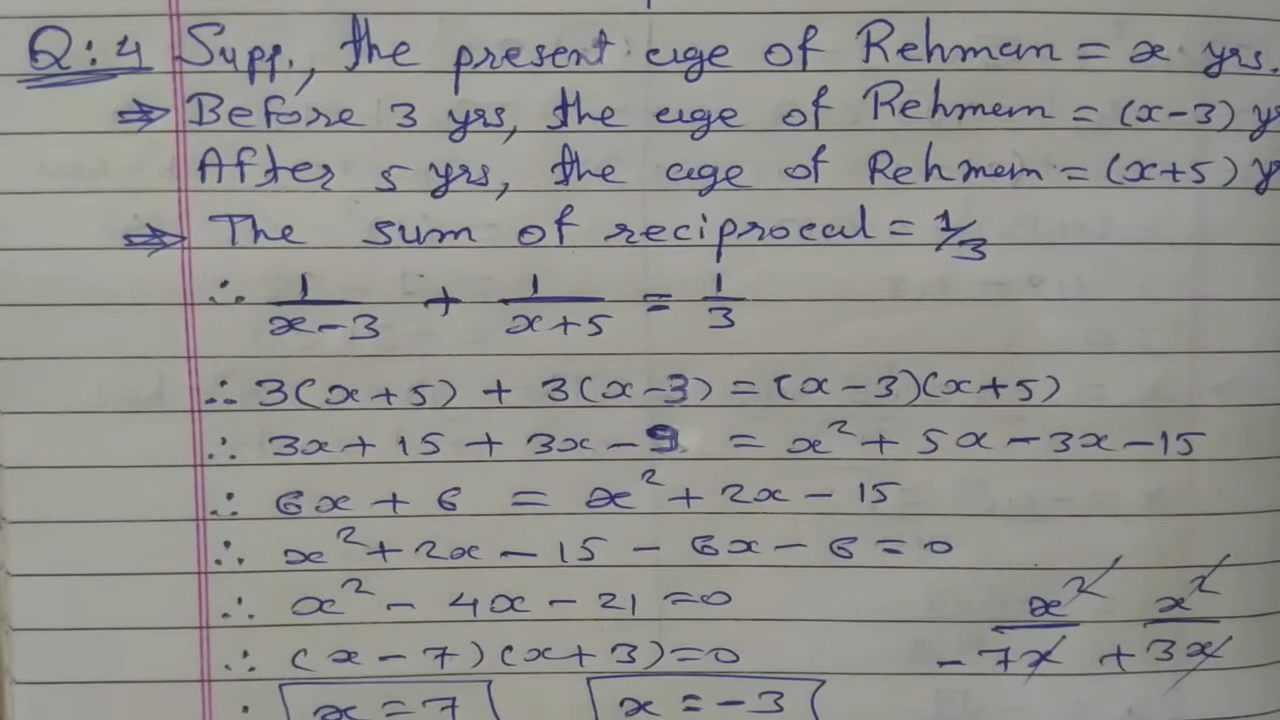 Q:4 Supp., the present age of Rehman = x yrs.
⇒ Before 3 yrs, the age of Rehman = (x-3) y
After 5 yrs, the age of Rehman = (x+5) y
⇒ The sum of reciprocal = 1/3
∴ 1/(x-3) + 1/(x+5) = 1/3
∴ 3(x+5) + 3(x-3) = (x-3)(x+5)
∴ 3x + 15 + 3x - 9 = x² + 5x - 3x - 15
∴ 6x + 6 = x² + 2x - 15
∴ x² + 2x - 15 - 6x - 6 = 0
∴ x² - 4x - 21 = 0
x²/-7x x²/+3x
∴ (x-7)(x+3) = 0
∴ x = 7 x = -3